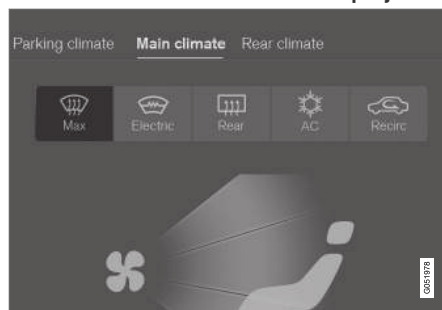 Parking climate Main climate Rear climate
Max Electric Rear AC Recirc
G051978